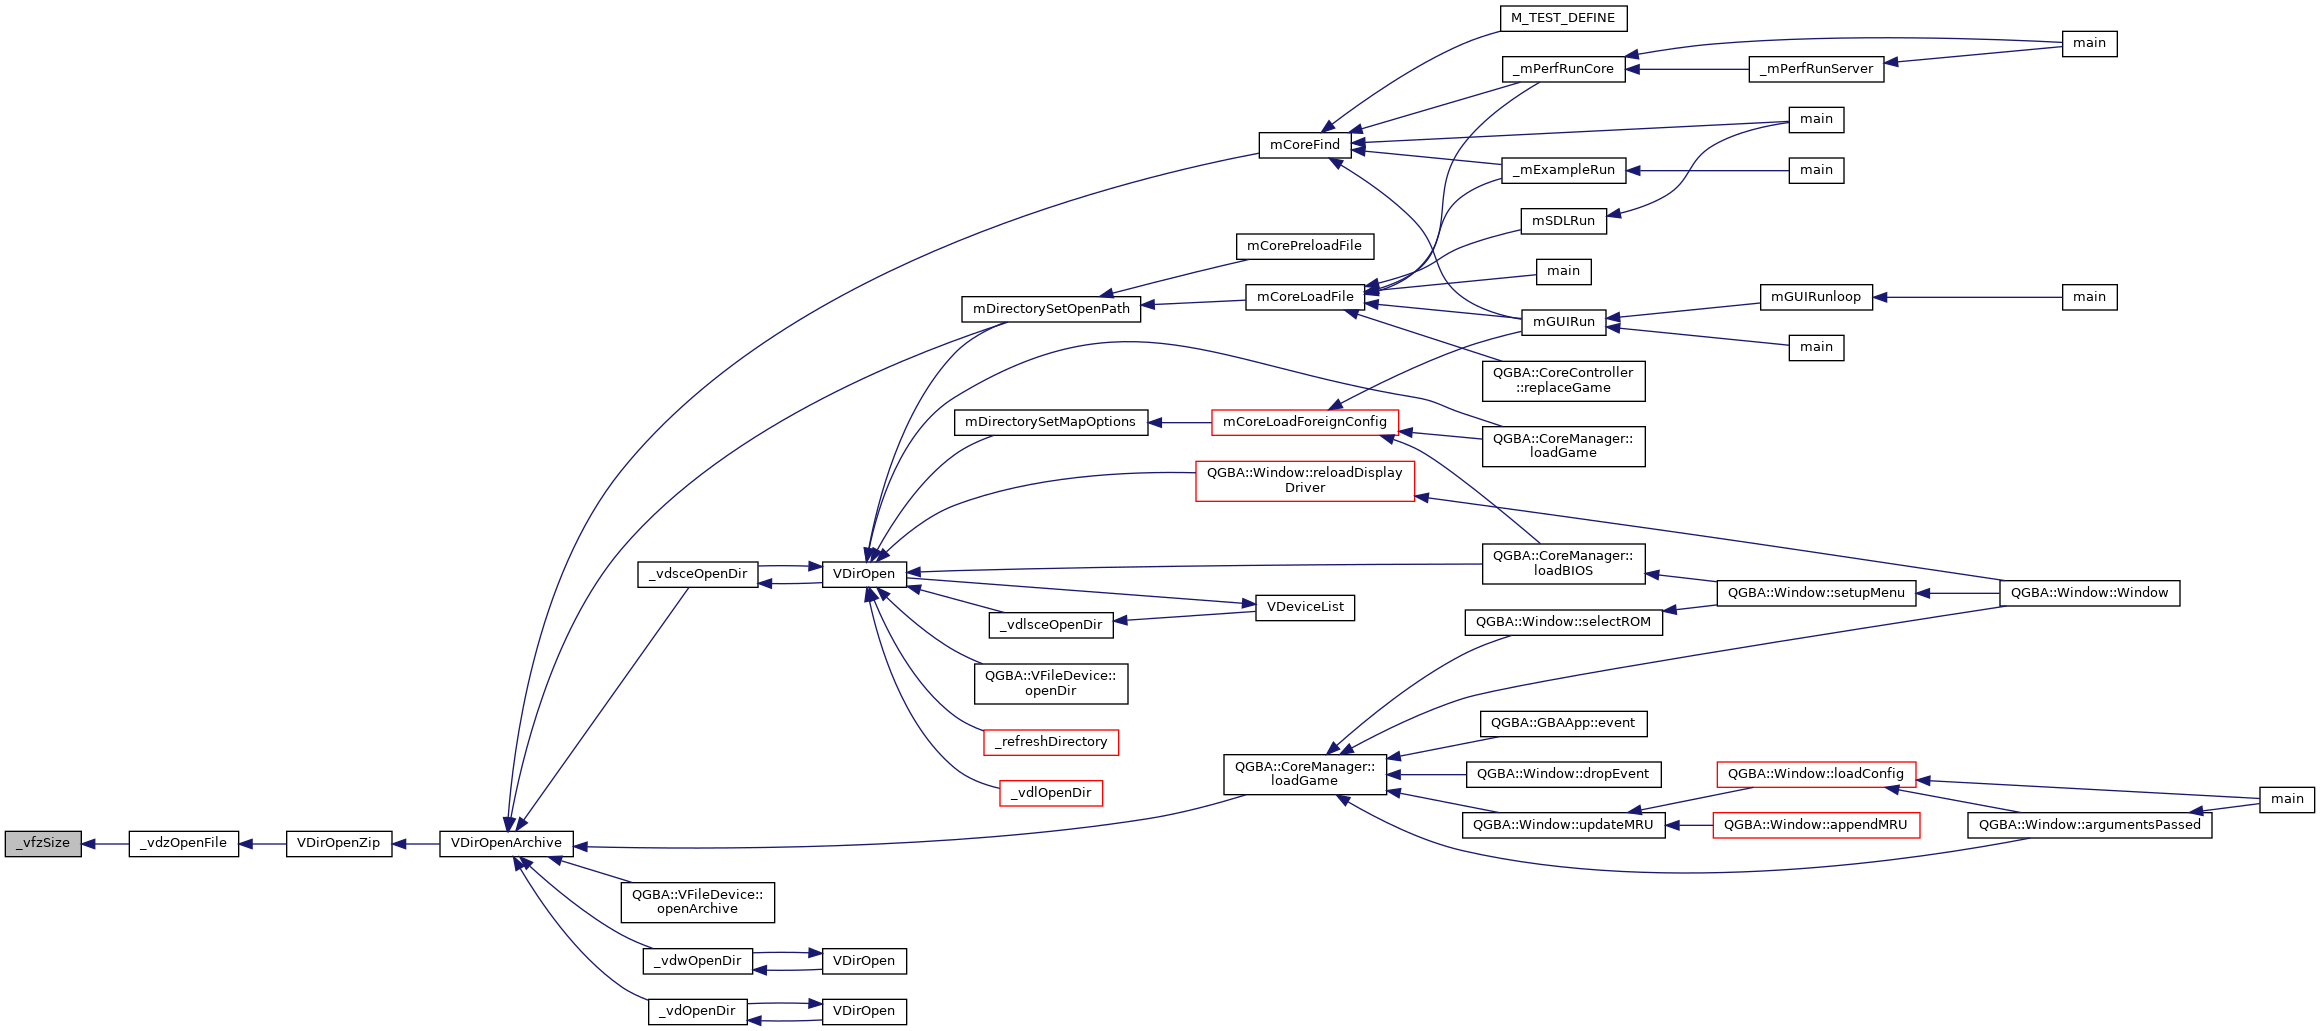 M_TEST_DEFINE
_mPerfRunCore
_mPerfRunServer
main
mCoreFind
main
_mExampleRun
main
mSDLRun
mCorePreloadFile
main
mDirectorySetOpenPath
mCoreLoadFile
mGUIRun
mGUIRunloop
main
main
QGBA::CoreController
::replaceGame
mDirectorySetMapOptions
mCoreLoadForeignConfig
QGBA::CoreManager::
loadGame
QGBA::Window::reloadDisplay
Driver
_vdsceOpenDir
VDirOpen
QGBA::CoreManager::
loadBIOS
QGBA::Window::setupMenu
QGBA::Window::Window
VDeviceList
_vdlsceOpenDir
QGBA::Window::selectROM
QGBA::VFileDevice::
openDir
_refreshDirectory
_vdlOpenDir
QGBA::GBAApp::event
QGBA::CoreManager::
loadGame
QGBA::Window::dropEvent
QGBA::Window::loadConfig
main
QGBA::Window::updateMRU
QGBA::Window::appendMRU
QGBA::Window::argumentsPassed
_vfzSize
_vdzOpenFile
VDirOpenZip
VDirOpenArchive
QGBA::VFileDevice::
openArchive
_vdwOpenDir
VDirOpen
_vdOpenDir
VDirOpen